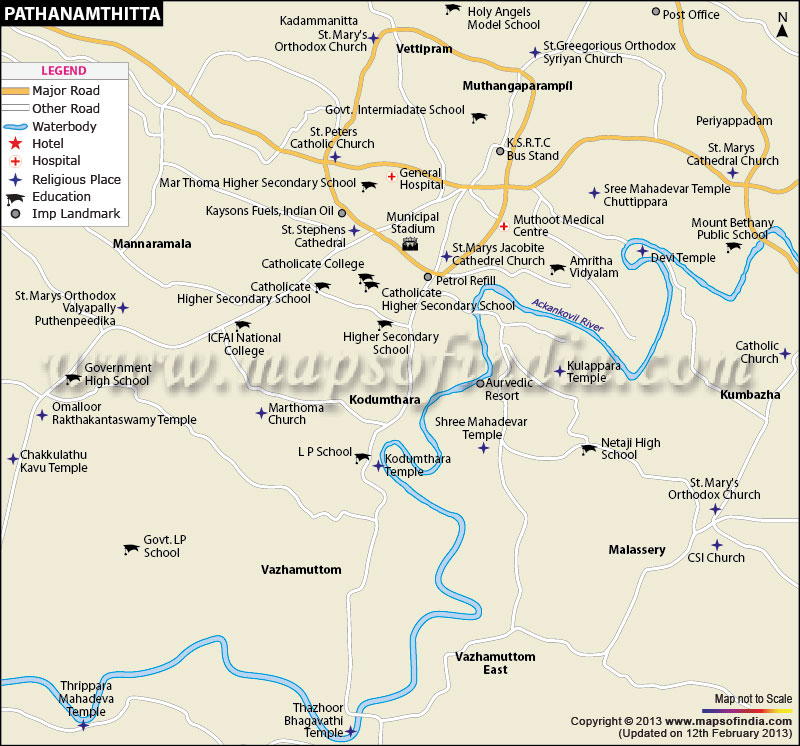 PATHANAMTHITTA
Holy Angels
Model School
Post Office
N
Kadammanitta
St. Mary's
Orthodox Church
Vettipram
St.Greegorious Orthodox
Syriyan Church
LEGEND
Major Road
Other Road
Waterbody
Hotel
Hospital
Religious Place
Education
Imp Landmark
Muthangaparampil
Govt. Intermiadate School
Periyappadam
St. Peters
Catholic Church
K.S.R.T.C
Bus Stand
St. Marys
Cathedral Church
General
Hospital
Mar Thoma Higher Secondary School
Sree Mahadevar Temple
Chuttippara
Kaysons Fuels, Indian Oil
Municipal
Stadium
Muthoot Medical
Centre
Mount Bethany
Public School
St. Stephens
Cathedral
Mannaramala
St.Marys Jacobite
Cathedrel Church
Amritha
Vidyalam
Devi Temple
Catholicate College
Petrol Refill
Catholicate
Higher Secondary School
Catholicate
Higher Secondary School
St. Marys Orthodox
Valyapally
Puthenpeedika
Ackankovil River
ICFAI National
College
Higher Secondary
School
Catholic
Church
www.mapsofindia.com
Government
High School
Kulappara
Temple
Aurvedic
Resort
Kumbazha
Kodumthara
Omalloor
Rakthakantaswamy Temple
Marthoma
Church
Shree Mahadevar
Temple
Netaji High
School
L P School
Kodumthara
Temple
Chakkulathu
Kavu Temple
St. Mary's
Orthodox Church
Govt. LP
School
Malassery
CSI Church
Vazhamuttom
Vazhamuttom
East
Thrippara
Mahadeva
Temple
Thazhoor
Bhagavathi
Temple
Map not to Scale
Copyright © 2013 www.mapsofindia.com
(Updated on 12th February 2013)